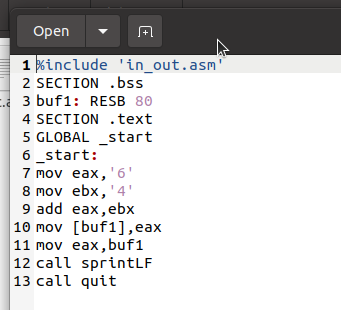 Open
1 %include 'in_out.asm'
2 SECTION .bss
3 buf1: RESB 80
4 SECTION .text
5 GLOBAL _start
6 _start:
7 mov eax,'6'
8 mov ebx,'4'
9 add eax,ebx
10 mov [buf1],eax
11 mov eax,buf1
12 call sprintLF
13 call quit